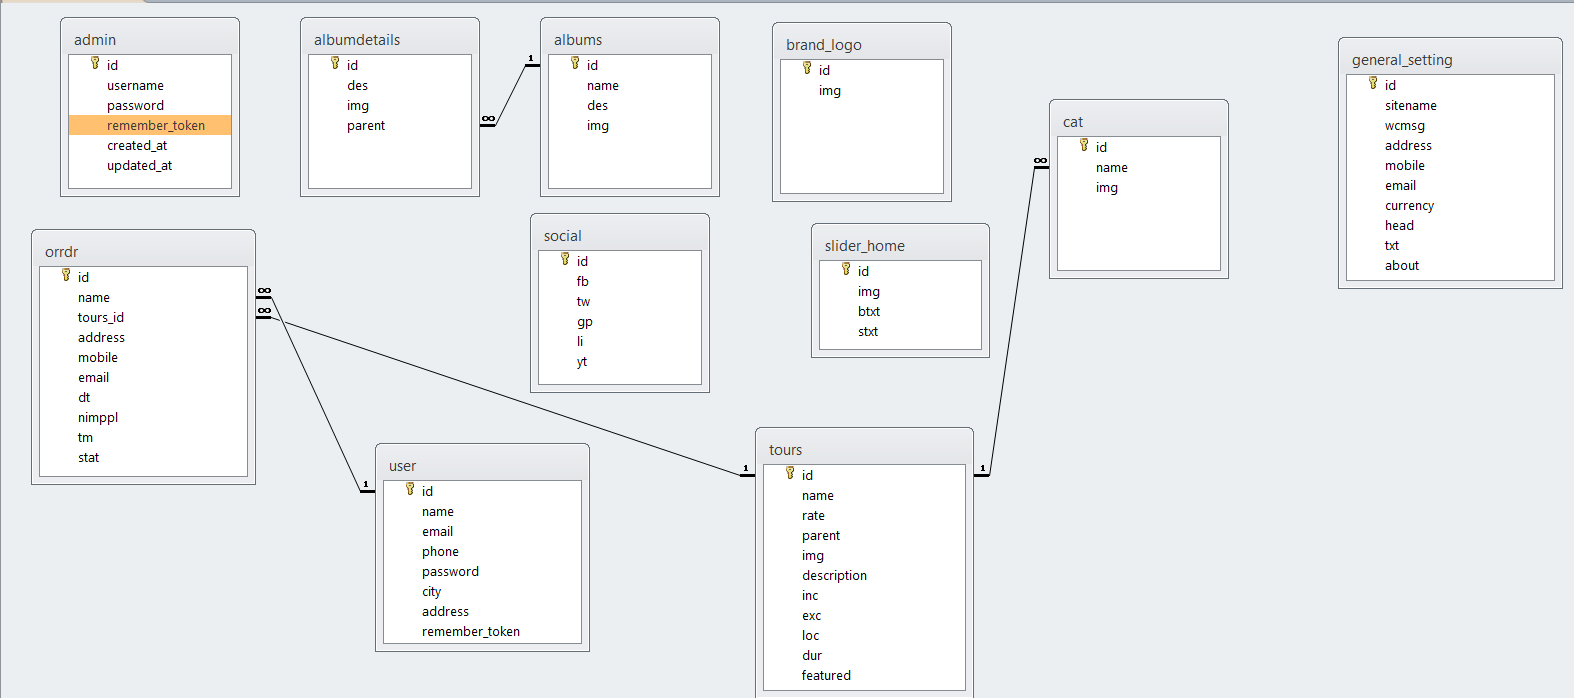 admin
id
username
password
remember_token
created_at
updated_at
albumdetails
id
des
img
parent
∞
1
albums
id
name
des
img
brand_logo
id
img
general_setting
id
sitename
wcmsg
address
mobile
email
currency
head
txt
about
cat
id
name
img
∞
orrdr
id
name
tours_id
address
mobile
email
dt
nimppl
tm
stat
∞
∞
social
id
fb
tw
gp
li
yt
slider_home
id
img
btxt
stxt
1
user
id
name
email
phone
password
city
address
remember_token
1
tours
1
id
name
rate
parent
img
description
inc
exc
loc
dur
featured